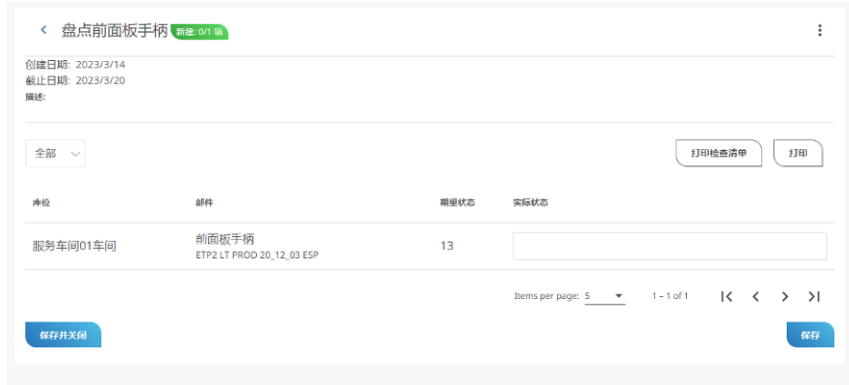 盘点前面板手柄 新建: 0/1 项
创建日期: 2023/3/14
截止日期: 2023/3/20
描述:
全部
打印检查清单 打印
库位 部件 期望状态 实际状态
服务车间01车间 前面板手柄 13
ETP2 LT PROD 20_12_03 ESP
Items per page: 5 1 – 1 of 1
保存并关闭 保存